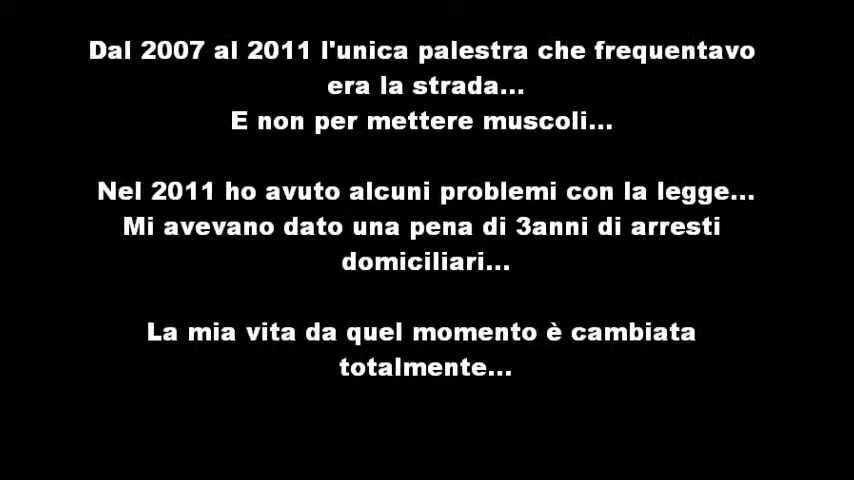 Dal 2007 al 2011 l'unica palestra che frequentavo
era la strada...
E non per mettere muscoli...
Nel 2011 ho avuto alcuni problemi con la legge...
Mi avevano dato una pena di 3anni di arresti
domiciliari...
La mia vita da quel momento è cambiata
totalmente...